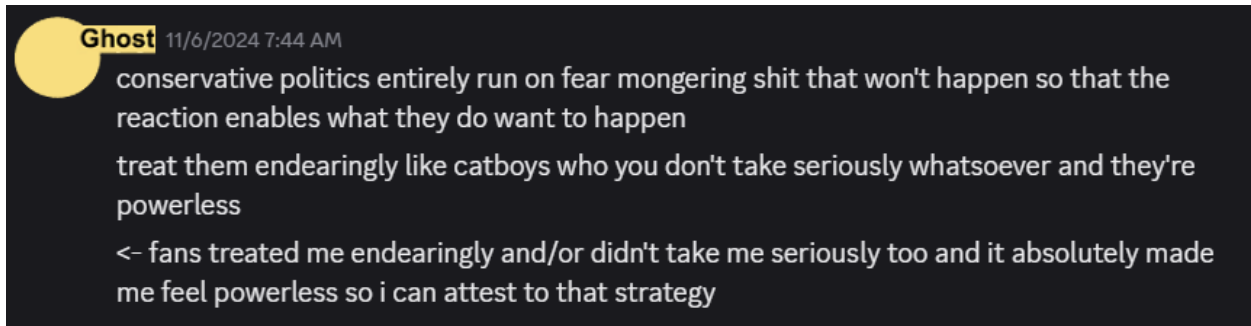 Ghost 11/6/2024 7:44 AM
conservative politics entirely run on fear mongering shit that won't happen so that the
reaction enables what they do want to happen
treat them endearingly like catboys who you don't take seriously whatsoever and they're
powerless
<- fans treated me endearingly and/or didn't take me seriously too and it absolutely made
me feel powerless so i can attest to that strategy